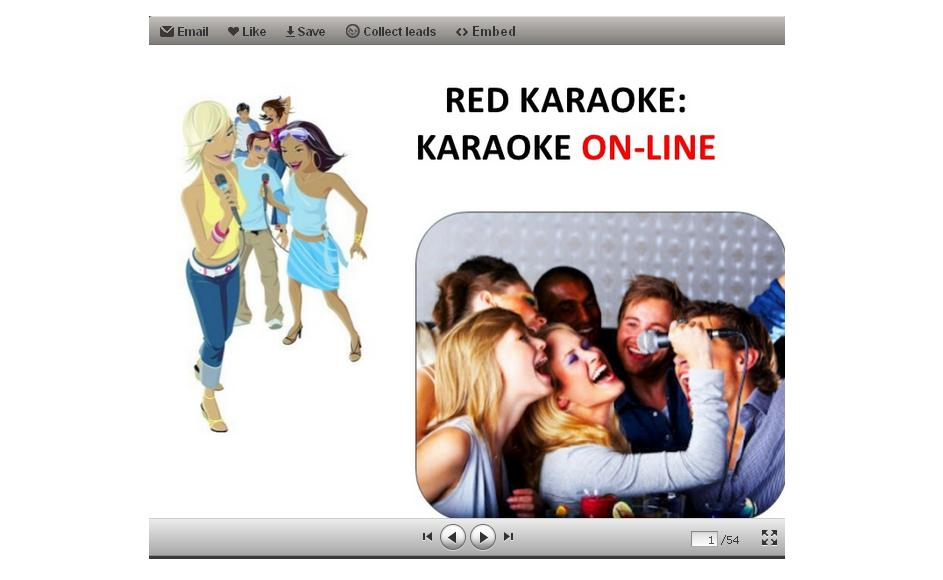 Email Like Save Collect leads Embed
RED KARAOKE:
KARAOKE ON-LINE
1 /54